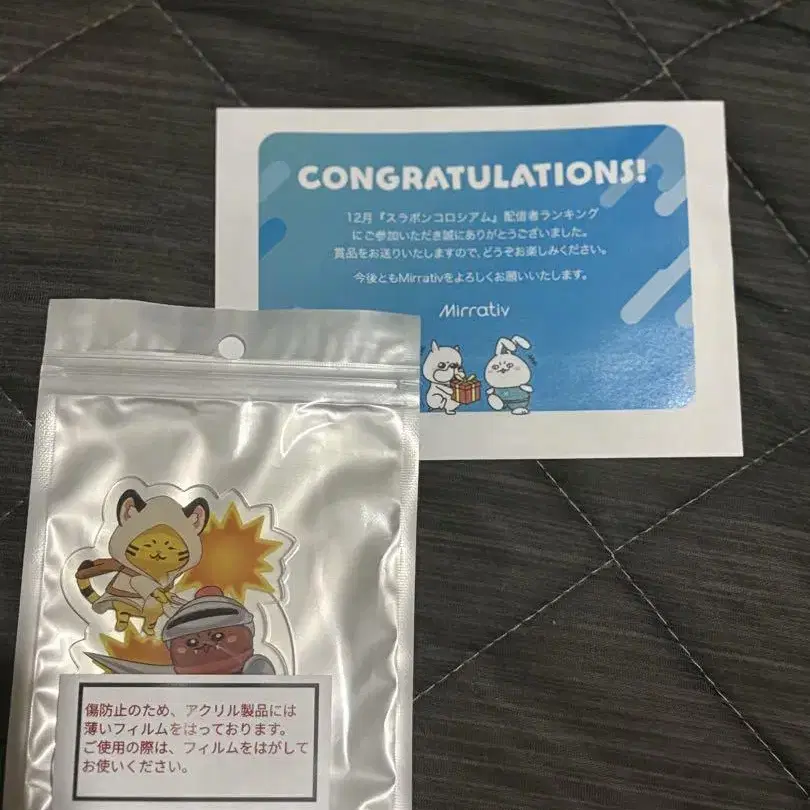 CONGRATULATIONS!
12月『スラポンコロシアム』配信者ランキング
にご参加いただき誠にありがとうございました。
賞品をお送りいたしますので、どうぞお楽しみください。
今後ともMirrativをよろしくお願いいたします。
Mirrativ
傷防止のため、アクリル製品には
薄いフィルムをはっております。
ご使用の際は、フィルムをはがして
お使いください。